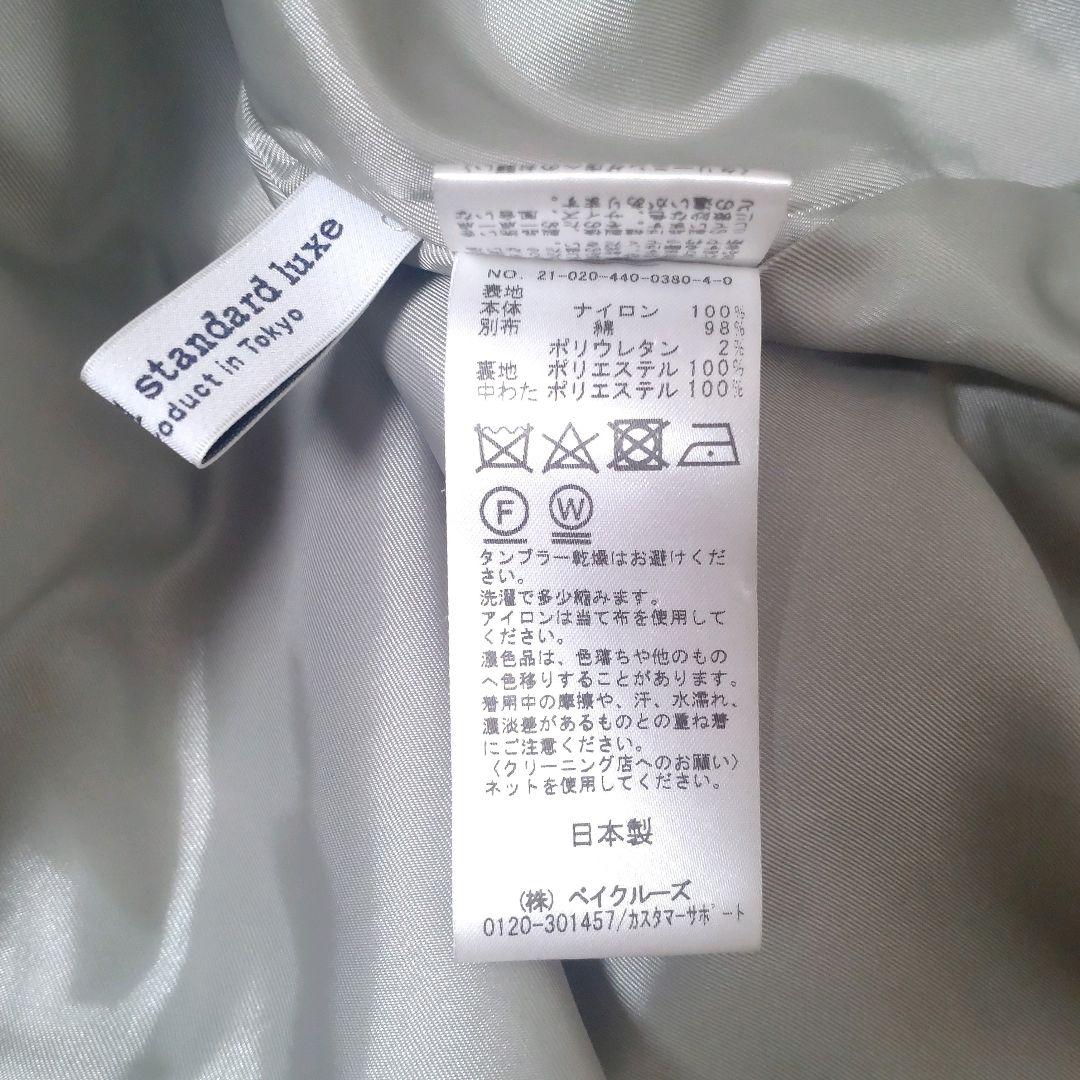 standard luxe
oduct in Tokyo
NO. 21-020-440-0380-4-0
表地
本体 ナイロン 100%
別布 綿 98%
ポリウレタン 2%
裏地 ポリエステル 100%
中わた ポリエステル 100%
F W
タンブラー乾燥はお避けくだ
さい。
洗濯で多少縮みます。
アイロンは当て布を使用して
ください。
濃色品は、色落ちや他のもの
へ色移りすることがあります。
着用中の摩擦や、汗、水濡れ、
濃淡差があるものとの重ね着
にご注意ください。
〈クリーニング店へのお願い〉
ネットを使用してください。
日本製
(株) ベイクルーズ
0120-301457/カスタマーサポート